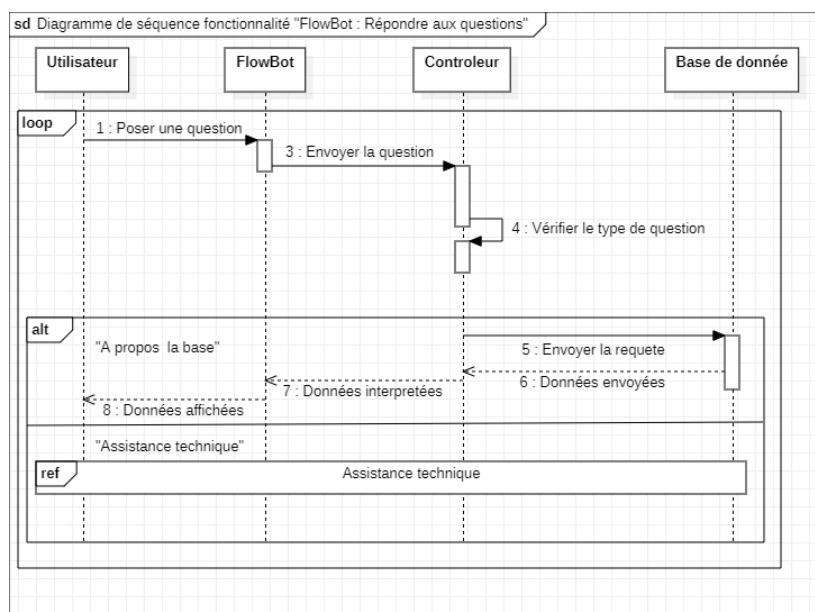 sd Diagramme de séquence fonctionnalité "FlowBot : Répondre aux questions"
Utilisateur
FlowBot
Controleur
Base de donnée
loop
1 : Poser une question
3 : Envoyer la question
4 : Vérifier le type de question
alt
"A propos la base"
5 : Envoyer la requete
6 : Données envoyées
7 : Données interpretées
8 : Données affichées
"Assistance technique"
ref
Assistance technique